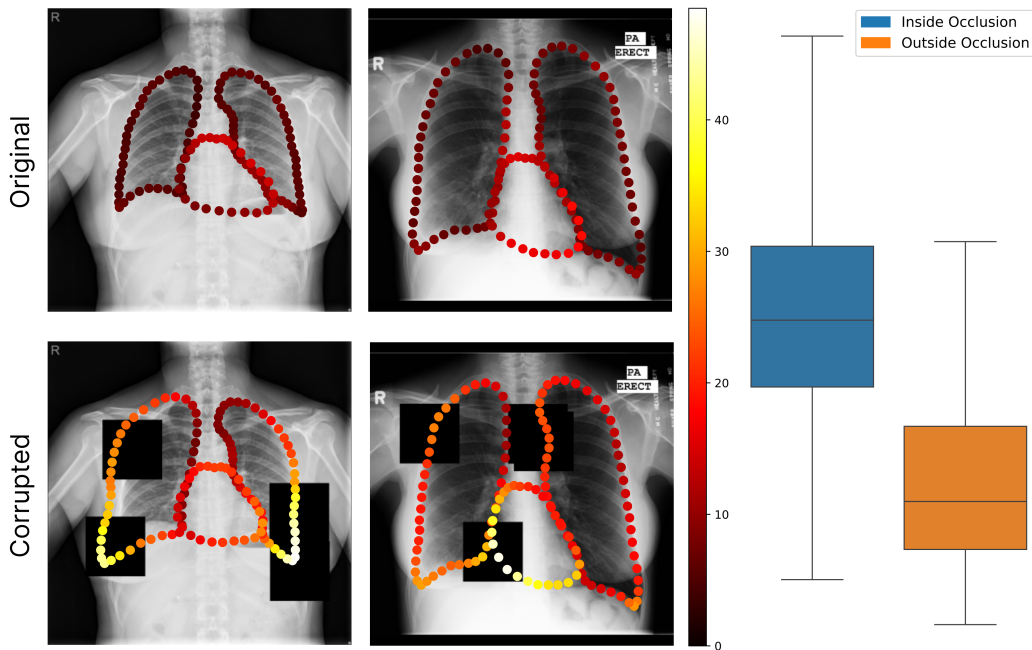 Original
R
PA
ERECT
R
Corrupted
R
PA
ERECT
R
40
30
20
10
0
Inside Occlusion
Outside Occlusion